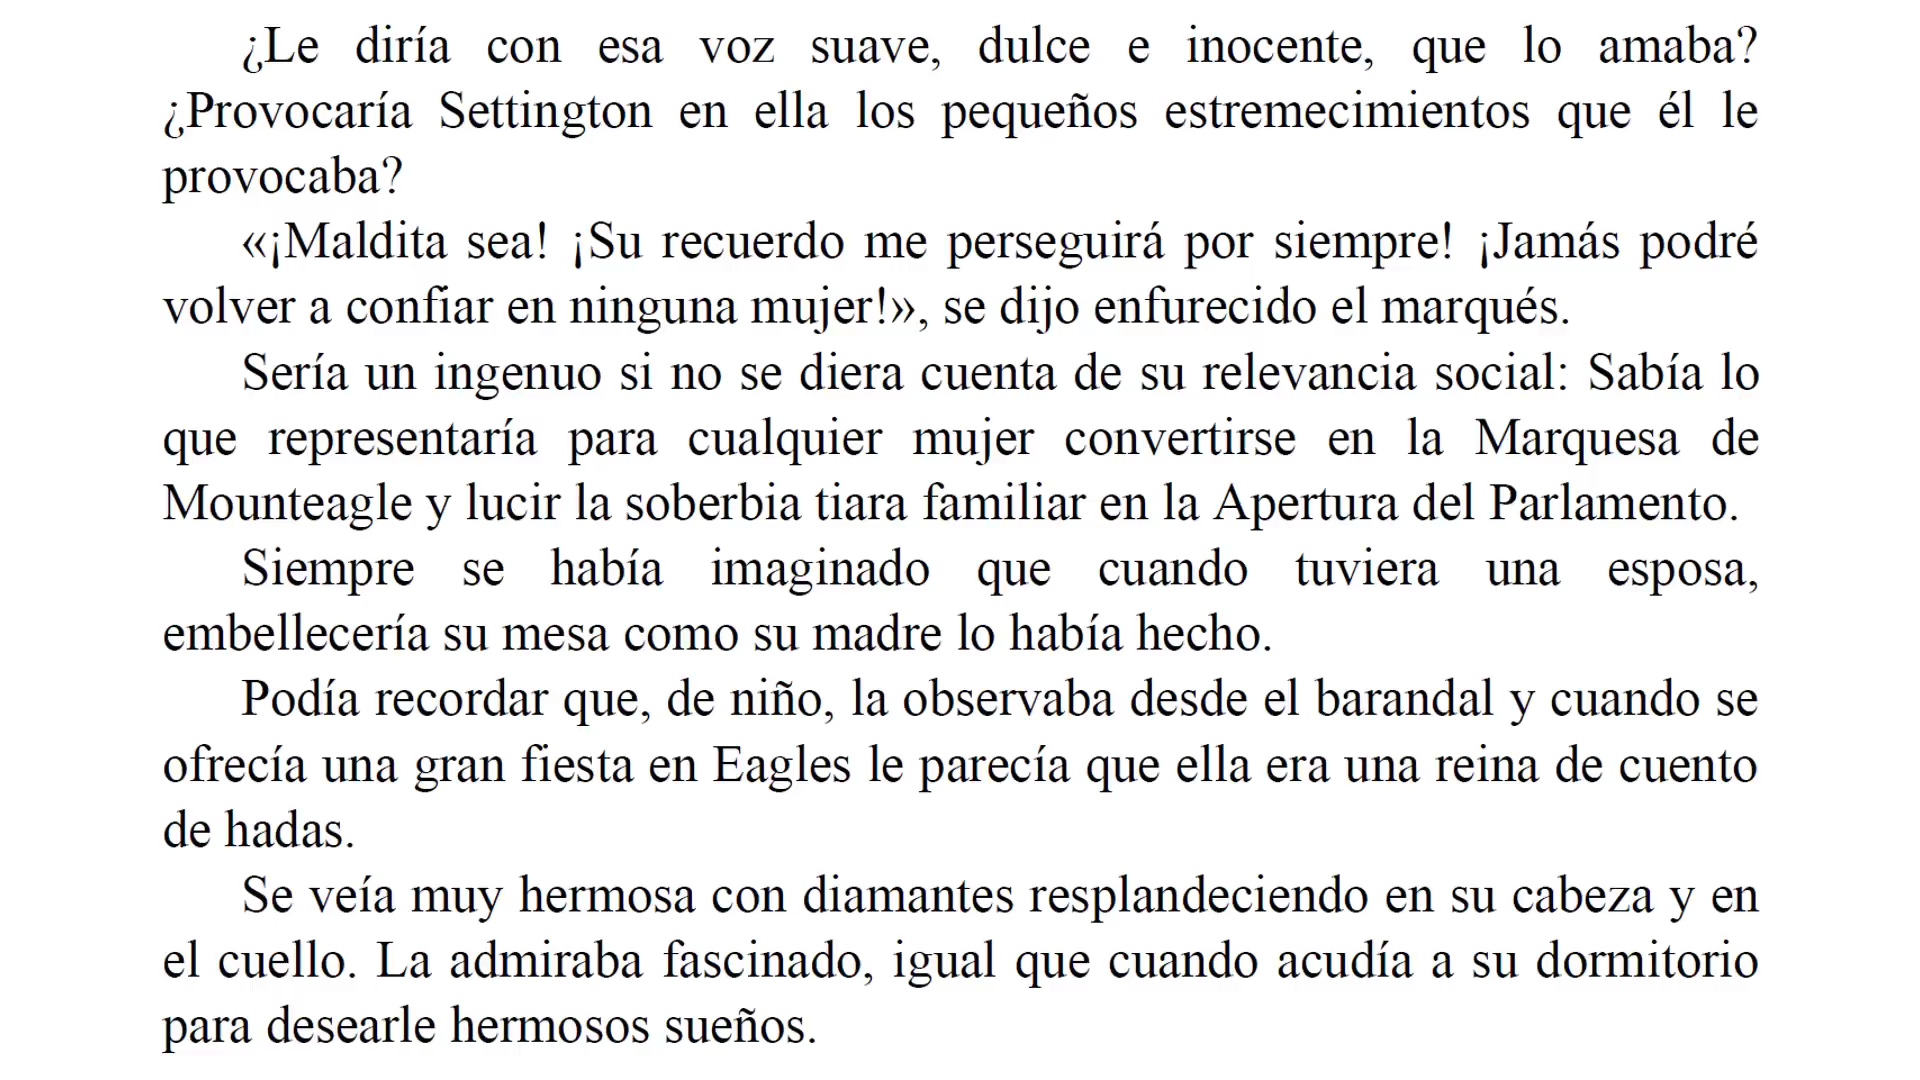 ¿Le diría con esa voz suave, dulce e inocente, que lo amaba?
¿Provocaría Settington en ella los pequeños estremecimientos que él le
provocaba?
«¡Maldita sea! ¡Su recuerdo me perseguirá por siempre! ¡Jamás podré
volver a confiar en ninguna mujer!», se dijo enfurecido el marqués.
Sería un ingenuo si no se diera cuenta de su relevancia social: Sabía lo
que representaría para cualquier mujer convertirse en la Marquesa de
Mounteagle y lucir la soberbia tiara familiar en la Apertura del Parlamento.
Siempre se había imaginado que cuando tuviera una esposa,
embellecería su mesa como su madre lo había hecho.
Podía recordar que, de niño, la observaba desde el barandal y cuando se
ofrecía una gran fiesta en Eagles le parecía que ella era una reina de cuento
de hadas.
Se veía muy hermosa con diamantes resplandeciendo en su cabeza y en
el cuello. La admiraba fascinado, igual que cuando acudía a su dormitorio
para desearle hermosos sueños.